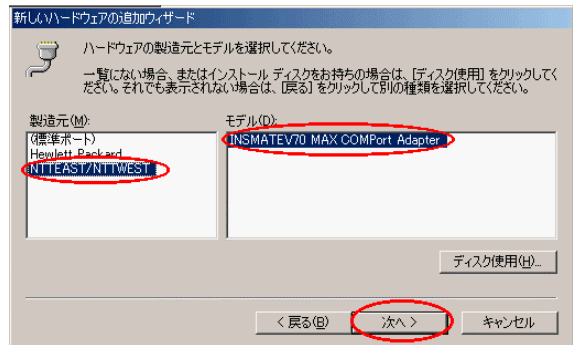 新しいハードウェアの追加ウィザード
ハードウェアの製造元とモデルを選択してください。
一覧にない場合、またはインストール ディスクをお持ちの場合は、[ディスク使用] をクリックしてく
ださい。それでも表示されない場合は、[戻る] をクリックして別の種類を選択してください。
製造元(M):
モデル(D):
(標準ポート)
Hewlett Packard
NTTEAST/NTTWEST
INSMATEV70 MAX COMPort Adapter
ディスク使用(H)...
< 戻る(B)
次へ >
キャンセル